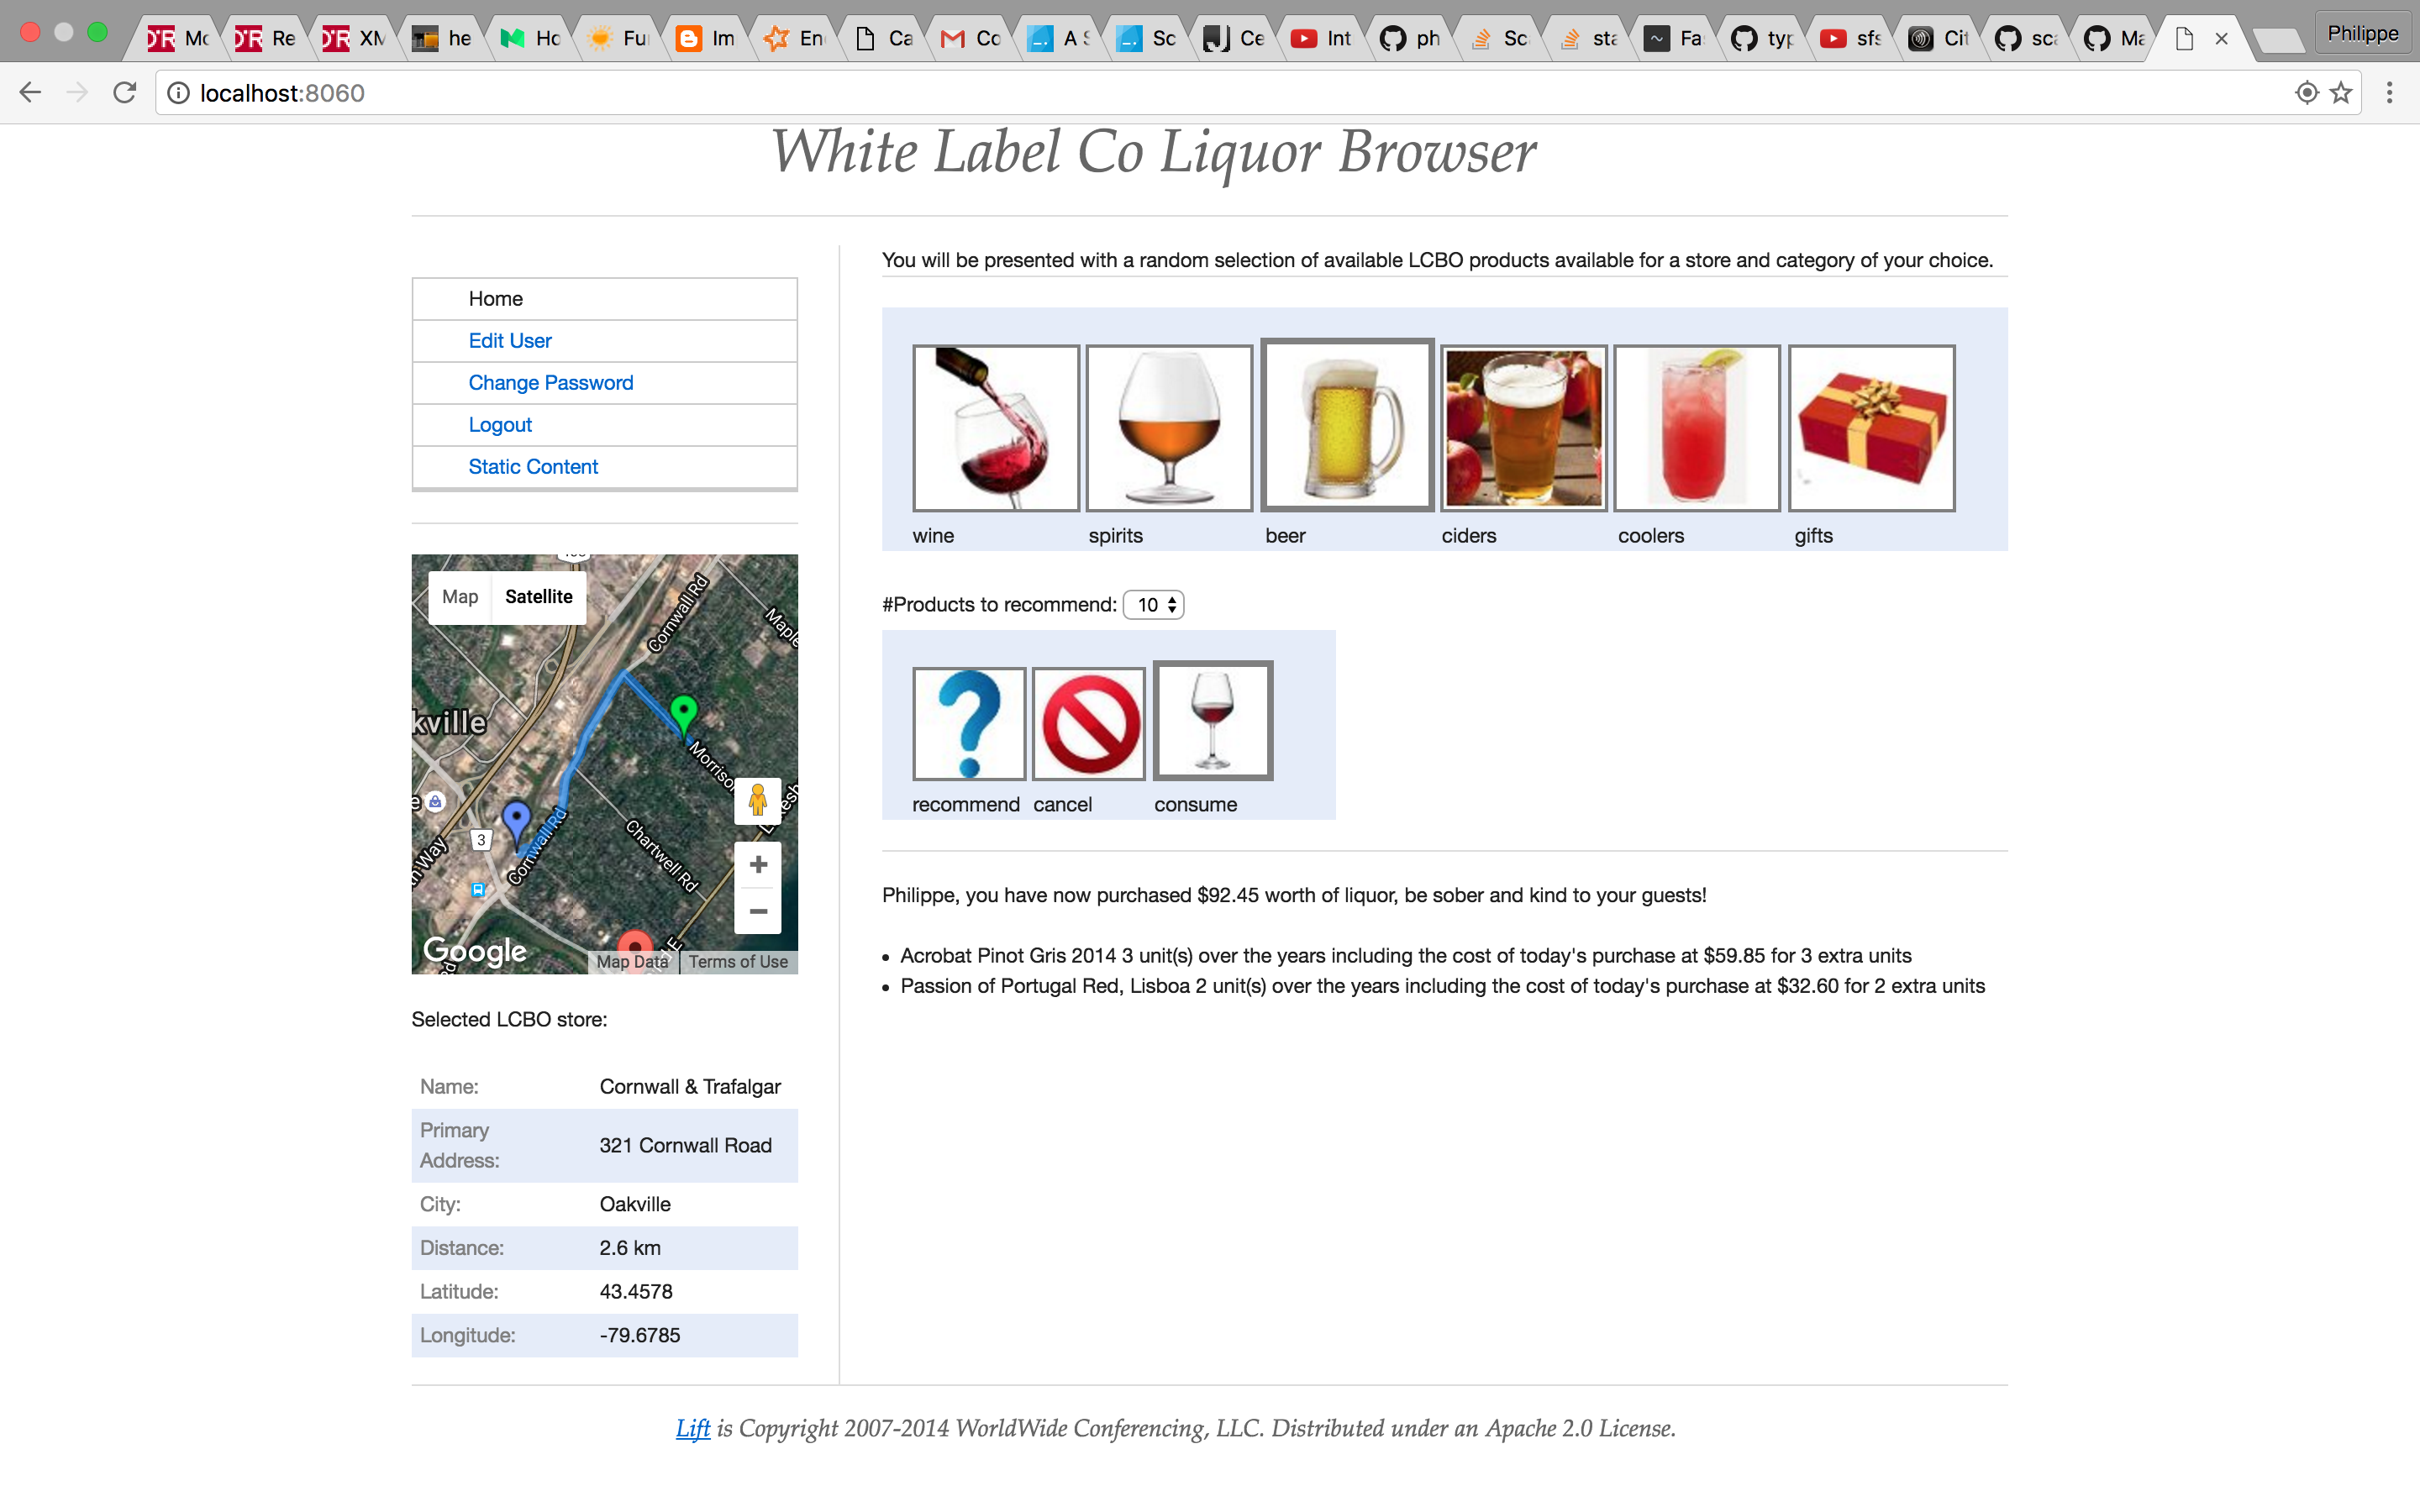 Mc
Re
XM
he
Ho
Fu
Im
En
Ca
Co
A S
Sc
Ce
Int
ph
Sc
sta
Fa
typ
sfs
Cit
sca
Ma
Philippe
localhost:8060
White Label Co Liquor Browser
Home
Edit User
Change Password
Logout
Static Content
You will be presented with a random selection of available LCBO products available for a store and category of your choice.
wine spirits beer ciders coolers gifts
#Products to recommend: 10
recommend cancel consume
Map Satellite
Cornwall Rd
Maple
kville
Morriso
3
Cornwall Rd
Chartwell Rd
Way
Google
Map Data Terms of Use
Philippe, you have now purchased $92.45 worth of liquor, be sober and kind to your guests!
• Acrobat Pinot Gris 2014 3 unit(s) over the years including the cost of today's purchase at $59.85 for 3 extra units
• Passion of Portugal Red, Lisboa 2 unit(s) over the years including the cost of today's purchase at $32.60 for 2 extra units
Selected LCBO store:
Name: Cornwall & Trafalgar
Primary
Address: 321 Cornwall Road
City: Oakville
Distance: 2.6 km
Latitude: 43.4578
Longitude: -79.6785
Lift is Copyright 2007-2014 WorldWide Conferencing, LLC. Distributed under an Apache 2.0 License.